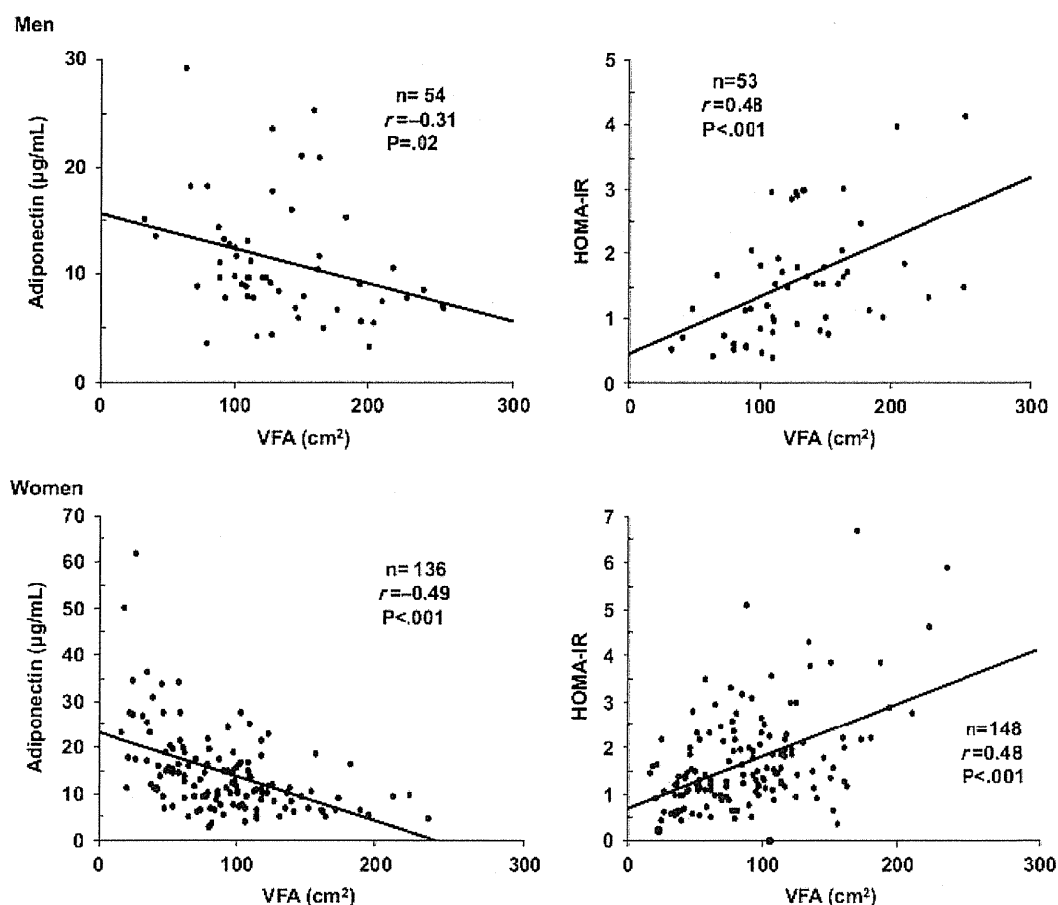 Men
30
20
10
0
Adiponectin (µg/mL)
n= 54
r=–0.31
P=.02
0 100 200 300
VFA (cm²)
5
4
3
2
1
0
HOMA-IR
n=53
r=0.48
P<.001
0 100 200 300
VFA (cm²)
Women
70
60
50
40
30
20
10
0
Adiponectin (µg/mL)
n= 136
r=–0.49
P<.001
0 100 200 300
VFA (cm²)
7
6
5
4
3
2
1
0
HOMA-IR
n=148
r=0.48
P<.001
0 100 200 300
VFA (cm²)